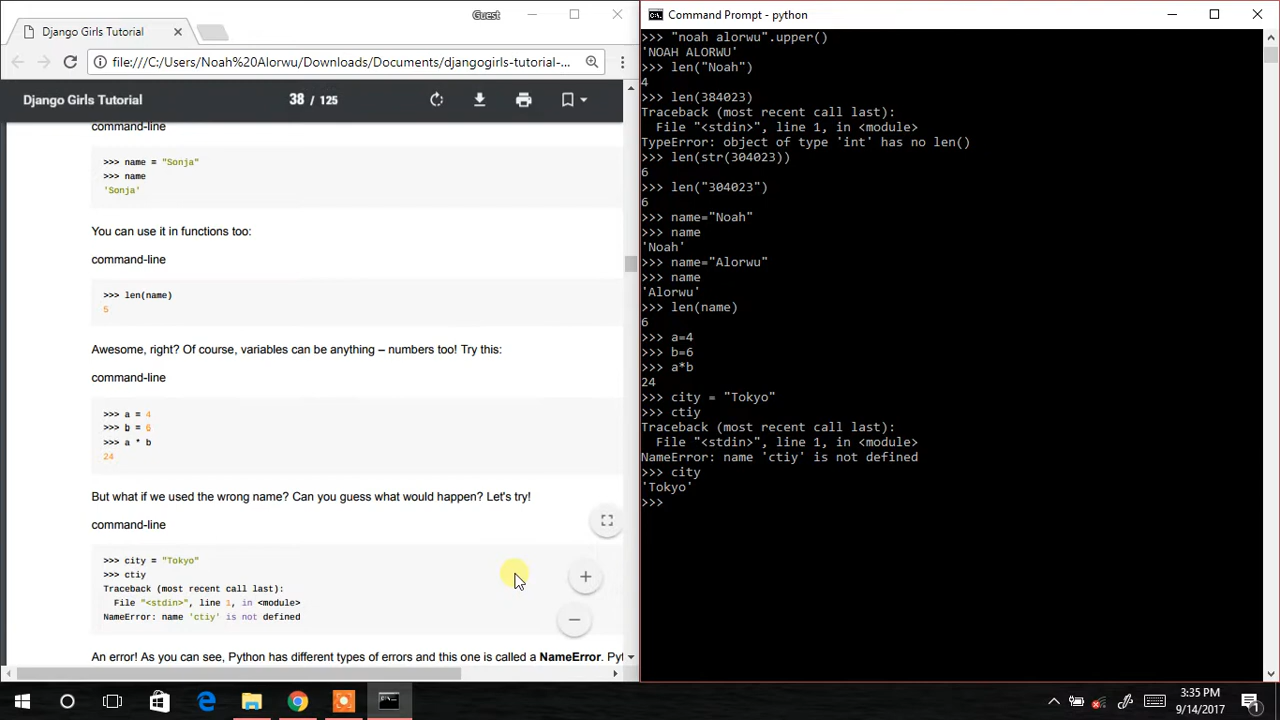 Guest
Django Girls Tutorial
file:///C:/Users/Noah%20Alorwu/Downloads/Documents/djangogirls-tutorial-...
Django Girls Tutorial
38 / 125
command-line
>>> name = "Sonja"
>>> name
'Sonja'
You can use it in functions too:
command-line
>>> len(name)
5
Awesome, right? Of course, variables can be anything – numbers too! Try this:
command-line
>>> a = 4
>>> b = 6
>>> a * b
24
But what if we used the wrong name? Can you guess what would happen? Let's try!
command-line
>>> city = "Tokyo"
>>> ctiy
Traceback (most recent call last):
File "<stdin>", line 1, in <module>
NameError: name 'ctiy' is not defined
An error! As you can see, Python has different types of errors and this one is called a NameError. Pyt
Command Prompt - python
>>> "noah alorwu".upper()
'NOAH ALORWU'
>>> len("Noah")
4
>>> len(384023)
Traceback (most recent call last):
File "<stdin>", line 1, in <module>
TypeError: object of type 'int' has no len()
>>> len(str(304023))
6
>>> len("304023")
6
>>> name="Noah"
>>> name
'Noah'
>>> name="Alorwu"
>>> name
'Alorwu'
>>> len(name)
6
>>> a=4
>>> b=6
>>> a*b
24
>>> city = "Tokyo"
>>> ctiy
Traceback (most recent call last):
File "<stdin>", line 1, in <module>
NameError: name 'ctiy' is not defined
>>> city
'Tokyo'
>>>
3:35 PM
9/14/2017
1